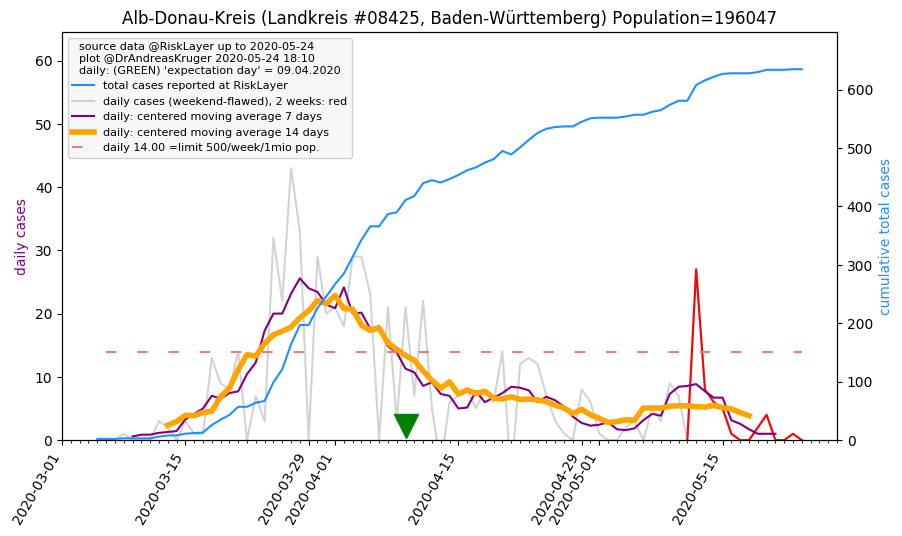 Alb-Donau-Kreis (Landkreis #08425, Baden-Württemberg) Population=196047
source data @RiskLayer up to 2020-05-24
plot @DrAndreasKruger 2020-05-24 18:10
daily: (GREEN) 'expectation day' = 09.04.2020
total cases reported at RiskLayer
daily cases (weekend-flawed), 2 weeks: red
daily: centered moving average 7 days
daily: centered moving average 14 days
daily 14.00 =limit 500/week/1mio pop.
daily cases
60
50
40
30
20
10
0
cumulative total cases
600
500
400
300
200
100
0
2020-03-01
2020-03-15
2020-03-29
2020-04-01
2020-04-15
2020-04-29
2020-05-01
2020-05-15